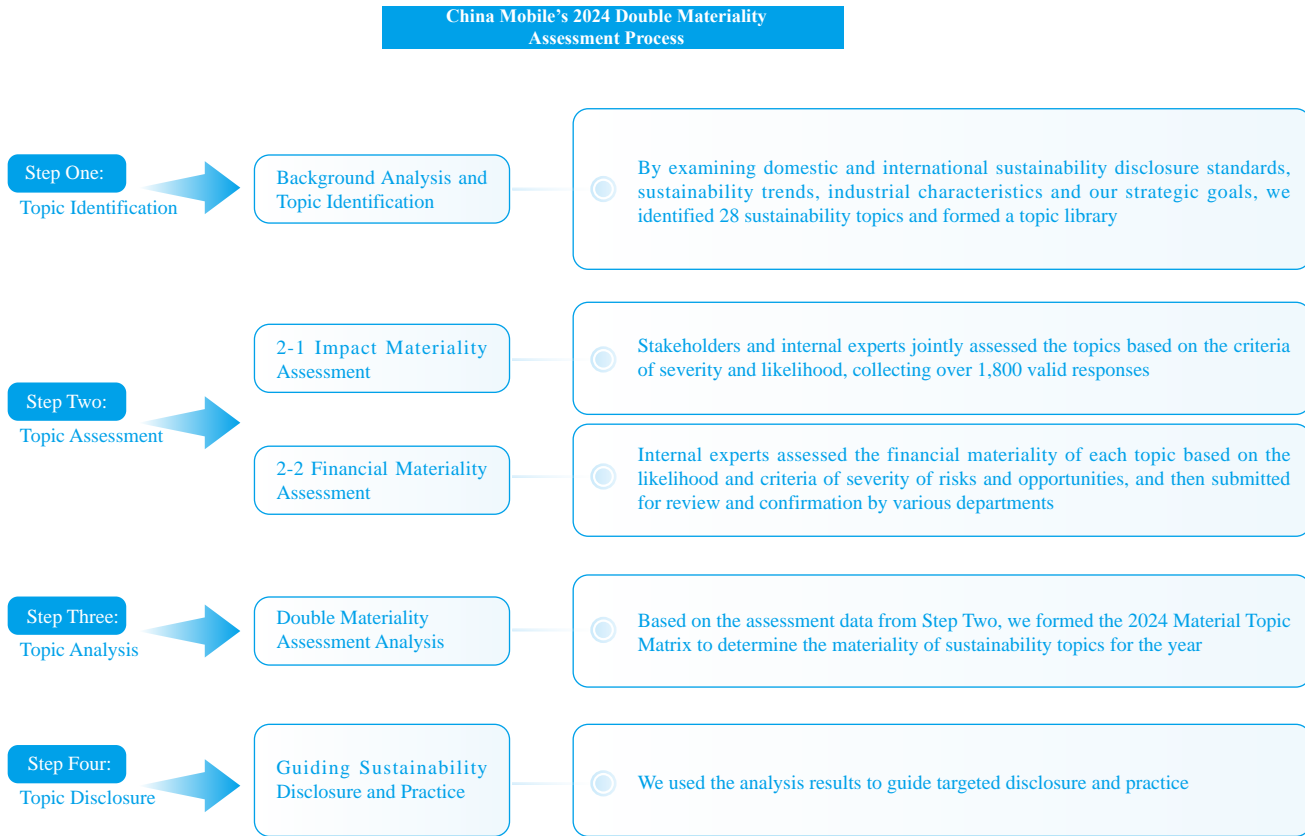 China Mobile's 2024 Double Materiality
Assessment Process
Step One:
Topic Identification
Background Analysis and
Topic Identification
By examining domestic and international sustainability disclosure standards,
sustainability trends, industrial characteristics and our strategic goals, we
identified 28 sustainability topics and formed a topic library
Step Two:
Topic Assessment
2-1 Impact Materiality
Assessment
Stakeholders and internal experts jointly assessed the topics based on the criteria
of severity and likelihood, collecting over 1,800 valid responses
2-2 Financial Materiality
Assessment
Internal experts assessed the financial materiality of each topic based on the
likelihood and criteria of severity of risks and opportunities, and then submitted
for review and confirmation by various departments
Step Three:
Topic Analysis
Double Materiality
Assessment Analysis
Based on the assessment data from Step Two, we formed the 2024 Material Topic
Matrix to determine the materiality of sustainability topics for the year
Step Four:
Topic Disclosure
Guiding Sustainability
Disclosure and Practice
We used the analysis results to guide targeted disclosure and practice